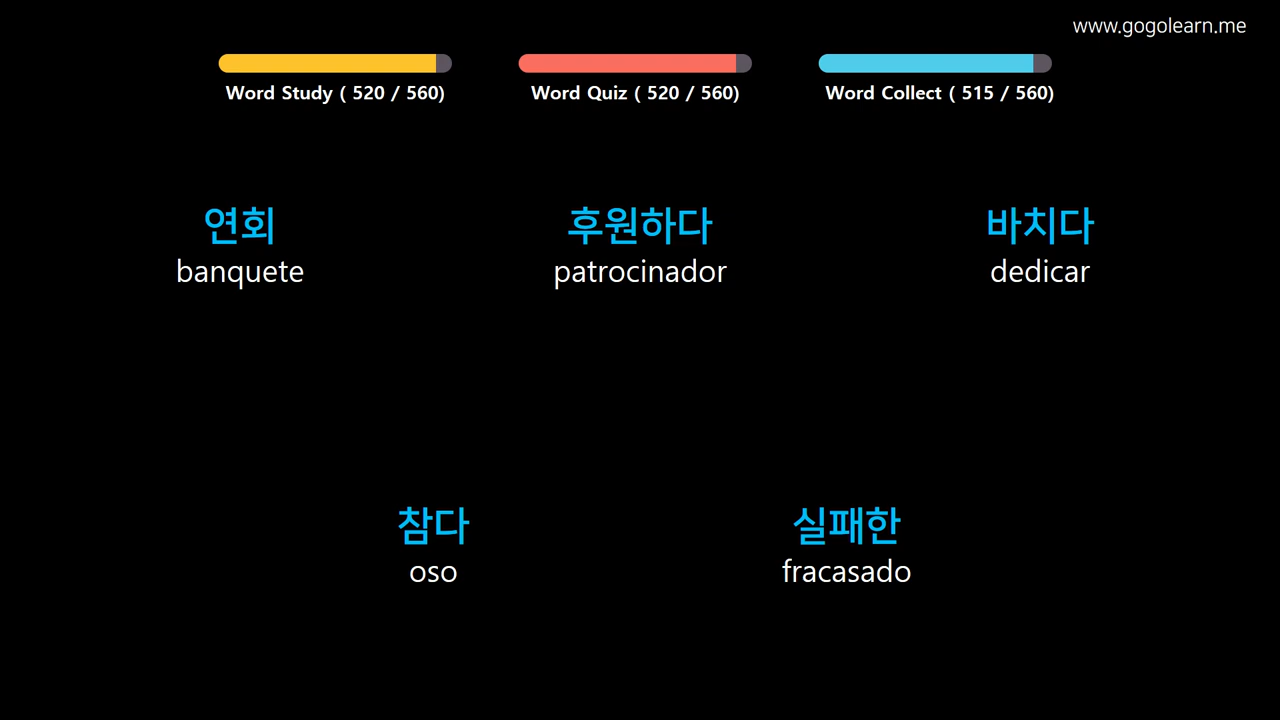 www.gogolearn.me
Word Study ( 520 / 560)
Word Quiz ( 520 / 560)
Word Collect ( 515 / 560)
연회
banquete
후원하다
patrocinador
바치다
dedicar
참다
oso
실패한
fracasado